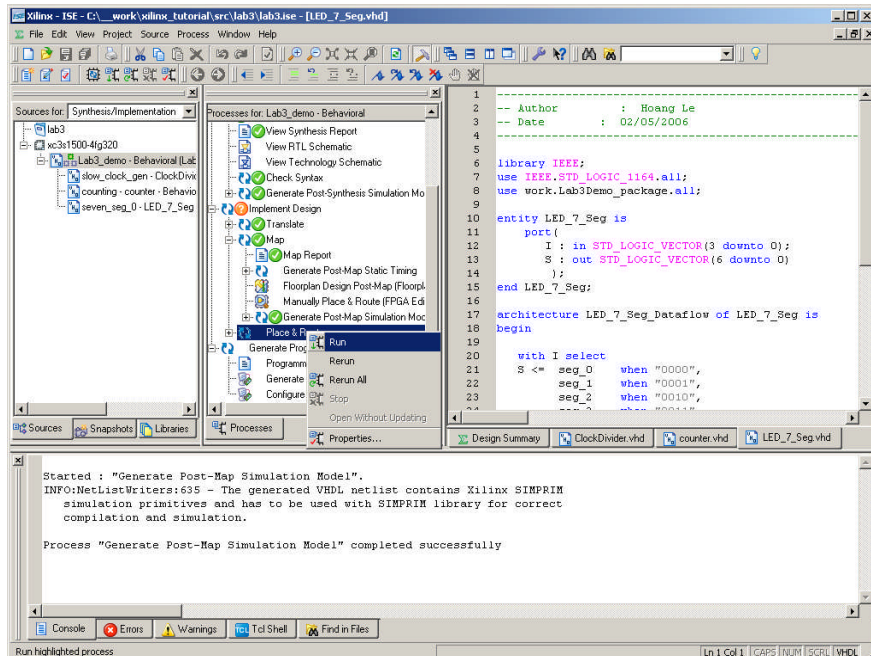 Xilinx - ISE - C:\__work\xilinx_tutorial\src\lab3\lab3.ise - [LED_7_Seg.vhd]
File Edit View Project Source Process Window Help
Sources for: Synthesis/Implementation
lab3
xc3s1500-4fg320
Lab3_demo - Behavioral (Lab
slow_clock_gen - ClockDivid
counting - counter - Behavio
seven_seg_0 - LED_7_Seg
Sources
Snapshots
Libraries
Processes for: Lab3_demo - Behavioral
View Synthesis Report
View RTL Schematic
View Technology Schematic
Check Syntax
Generate Post-Synthesis Simulation Mo
Implement Design
Translate
Map
Map Report
Generate Post-Map Static Timing
Floorplan Design Post-Map (Floorpl
Manually Place & Route (FPGA Edi
Generate Post-Map Simulation Moc
Place & R
Generate Prog
Programm
Generate
Configure
Processes
Run
Rerun
Rerun All
Stop
Open Without Updating
Properties...
1 --------------------------------------------------
2 -- Author : Hoang Le
3 -- Date : 02/05/2006
4 --------------------------------------------------
5
6 library IEEE;
7 use IEEE.STD_LOGIC_1164.all;
8 use work.Lab3Demo_package.all;
9
10 entity LED_7_Seg is
11 port(
12 I : in STD_LOGIC_VECTOR(3 downto 0);
13 S : out STD_LOGIC_VECTOR(6 downto 0)
14 );
15 end LED_7_Seg;
16
17 architecture LED_7_Seg_Dataflow of LED_7_Seg is
18 begin
19
20 with I select
21 S <= seg_0 when "0000",
22 seg_1 when "0001",
23 seg_2 when "0010",
Design Summary
ClockDivider.vhd
counter.vhd
LED_7_Seg.vhd
Started : "Generate Post-Map Simulation Model".
INFO:NetListWriters:635 - The generated VHDL netlist contains Xilinx SIMPRIM
simulation primitives and has to be used with SIMPRIM library for correct
compilation and simulation.
Process "Generate Post-Map Simulation Model" completed successfully
Console
Errors
Warnings
TCL Tcl Shell
Find in Files
Run highlighted process
Ln 1 Col 1 CAPS NUM SCRL VHDL